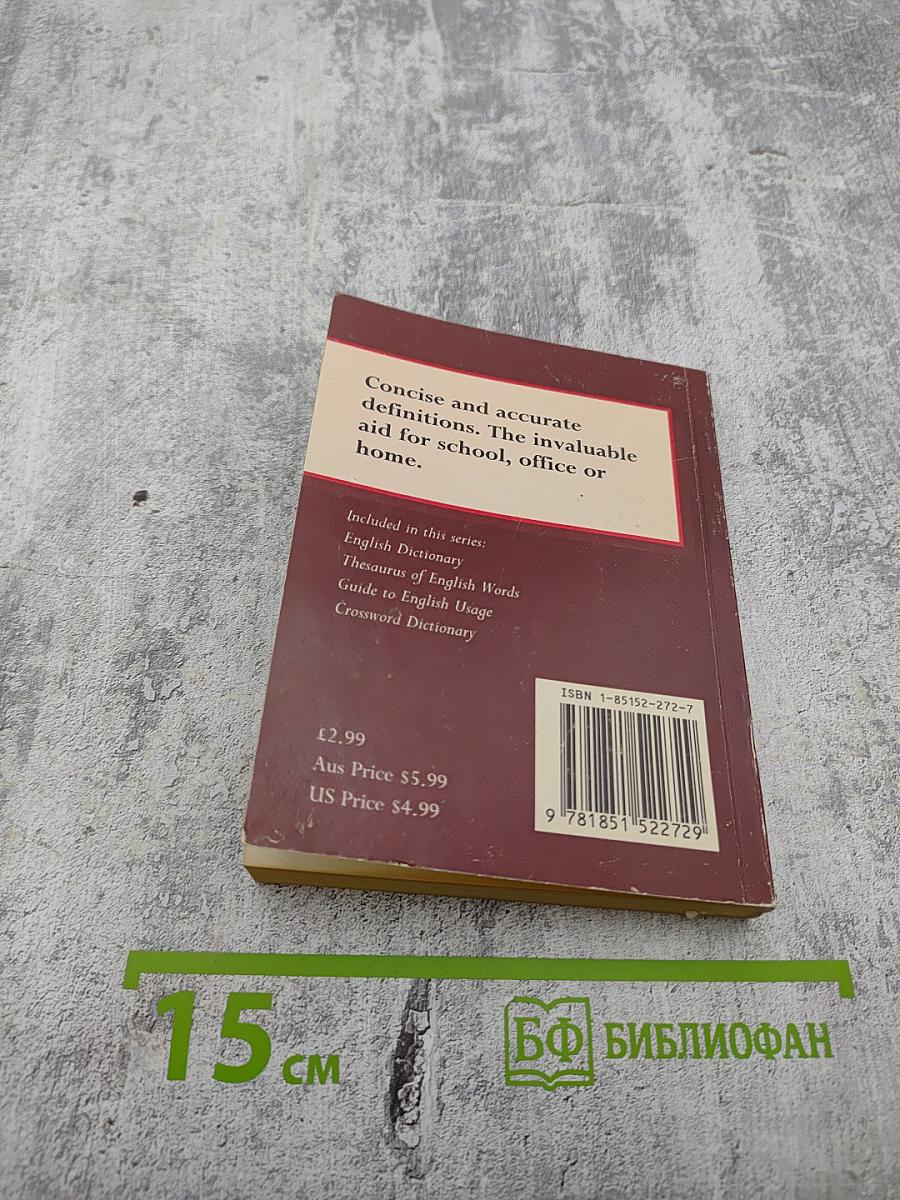 Concise and accurate
definitions. The invaluable
aid for school, office or
home.
Included in this series:
English Dictionary
Thesaurus of English Words
Guide to English Usage
Crossword Dictionary
£2.99
Aus Price $5.99
US Price $4.99
ISBN 1-85152-272-7
9 781851 522729
15 см
БФ БИБЛИОФАН